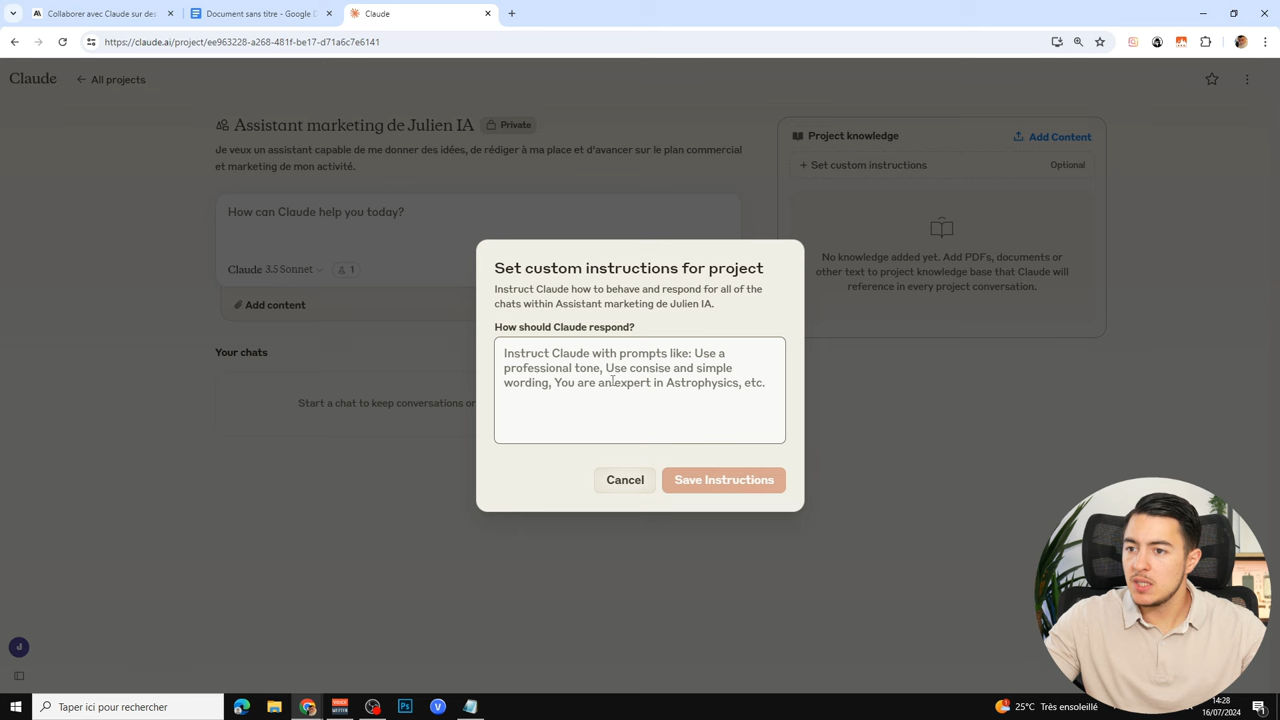 Collaborer avec Claude sur des
Document sans titre - Google D
Claude
https://claude.ai/project/ee963228-a268-481f-be17-d71a6c7e6141
Claude
All projects
Assistant marketing de Julien IA
Private
Je veux un assistant capable de me donner des idées, de rédiger à ma place et d'avancer sur le plan commercial
et marketing de mon activité.
How can Claude help you today?
Claude 3.5 Sonnet
1
Add content
Your chats
Start a chat to keep conversations or
Project knowledge
Add Content
+ Set custom instructions
Optional
No knowledge added yet. Add PDFs, documents or
other text to project knowledge base that Claude will
reference in every project conversation.
Set custom instructions for project
Instruct Claude how to behave and respond for all of the
chats within Assistant marketing de Julien IA.
How should Claude respond?
Instruct Claude with prompts like: Use a
professional tone, Use consise and simple
wording, You are an expert in Astrophysics, etc.
Cancel
Save Instructions
J
Taper ici pour rechercher
Ps
V
25°C Très ensoleillé
14:28
16/07/2024